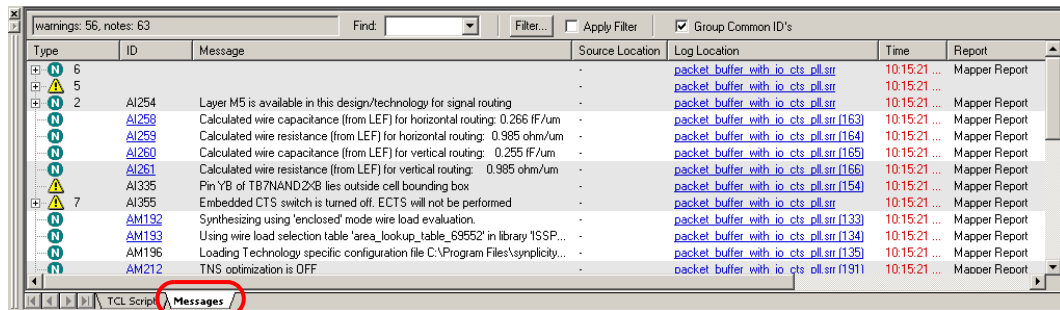 warnings: 56, notes: 63 Find: Filter... Apply Filter Group Common ID's
Type ID Message Source Location Log Location Time Report
N 6 - packet_buffer_with_io_cts_pll.srr 10:15:21 ... Mapper Report
5 - packet_buffer_with_io_cts_pll.srr 10:15:21 ...
N 2 AI254 Layer M5 is available in this design/technology for signal routing - packet_buffer_with_io_cts_pll.srr 10:15:21 ... Mapper Report
N AI258 Calculated wire capacitance (from LEF) for horizontal routing: 0.266 fF/um - packet_buffer_with_io_cts_pll.srr (163) 10:15:21 ... Mapper Report
N AI259 Calculated wire resistance (from LEF) for horizontal routing: 0.985 ohm/um - packet_buffer_with_io_cts_pll.srr (164) 10:15:21 ... Mapper Report
N AI260 Calculated wire capacitance (from LEF) for vertical routing: 0.255 fF/um - packet_buffer_with_io_cts_pll.srr (165) 10:15:21 ... Mapper Report
N AI261 Calculated wire resistance (from LEF) for vertical routing: 0.985 ohm/um - packet_buffer_with_io_cts_pll.srr (166) 10:15:21 ... Mapper Report
AI335 Pin YB of TB7NAND2XB lies outside cell bounding box - packet_buffer_with_io_cts_pll.srr (154) 10:15:21 ... Mapper Report
7 AI355 Embedded CTS switch is turned off. ECTS will not be performed - packet_buffer_with_io_cts_pll.srr 10:15:21 ... Mapper Report
N AM192 Synthesizing using 'enclosed' mode wire load evaluation. - packet_buffer_with_io_cts_pll.srr (133) 10:15:21 ... Mapper Report
N AM193 Using wire load selection table 'area_lookup_table_69552' in library 'ISSP... - packet_buffer_with_io_cts_pll.srr (134) 10:15:21 ... Mapper Report
N AM196 Loading Technology specific configuration file C:\Program Files\synplicity... - packet_buffer_with_io_cts_pll.srr (135) 10:15:21 ... Mapper Report
N AM212 TNS optimization is OFF - packet_buffer_with_io_cts_pll.srr (191) 10:15:21 ... Mapper Report
TCL Script Messages